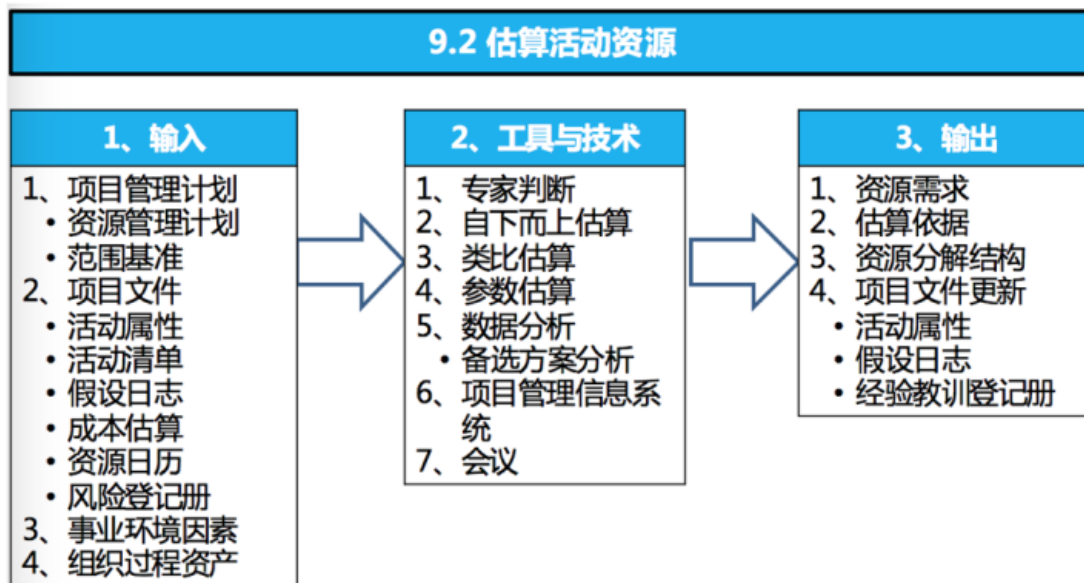 9.2 估算活动资源
1、输入
1、项目管理计划
• 资源管理计划
• 范围基准
2、项目文件
• 活动属性
• 活动清单
• 假设日志
• 成本估算
• 资源日历
• 风险登记册
3、事业环境因素
4、组织过程资产
2、工具与技术
1、专家判断
2、自下而上估算
3、类比估算
4、参数估算
5、数据分析
• 备选方案分析
6、项目管理信息系
统
7、会议
3、输出
1、资源需求
2、估算依据
3、资源分解结构
4、项目文件更新
• 活动属性
• 假设日志
• 经验教训登记册